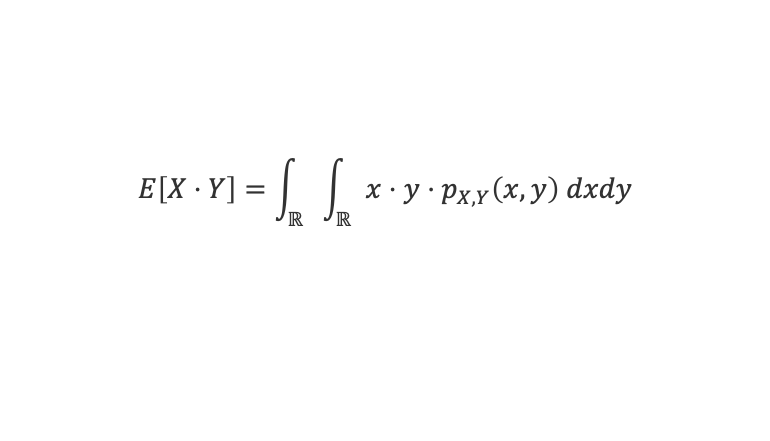 E[X · Y] = ∫_ℝ ∫_ℝ x · y · p_{X,Y}(x, y) dxdy